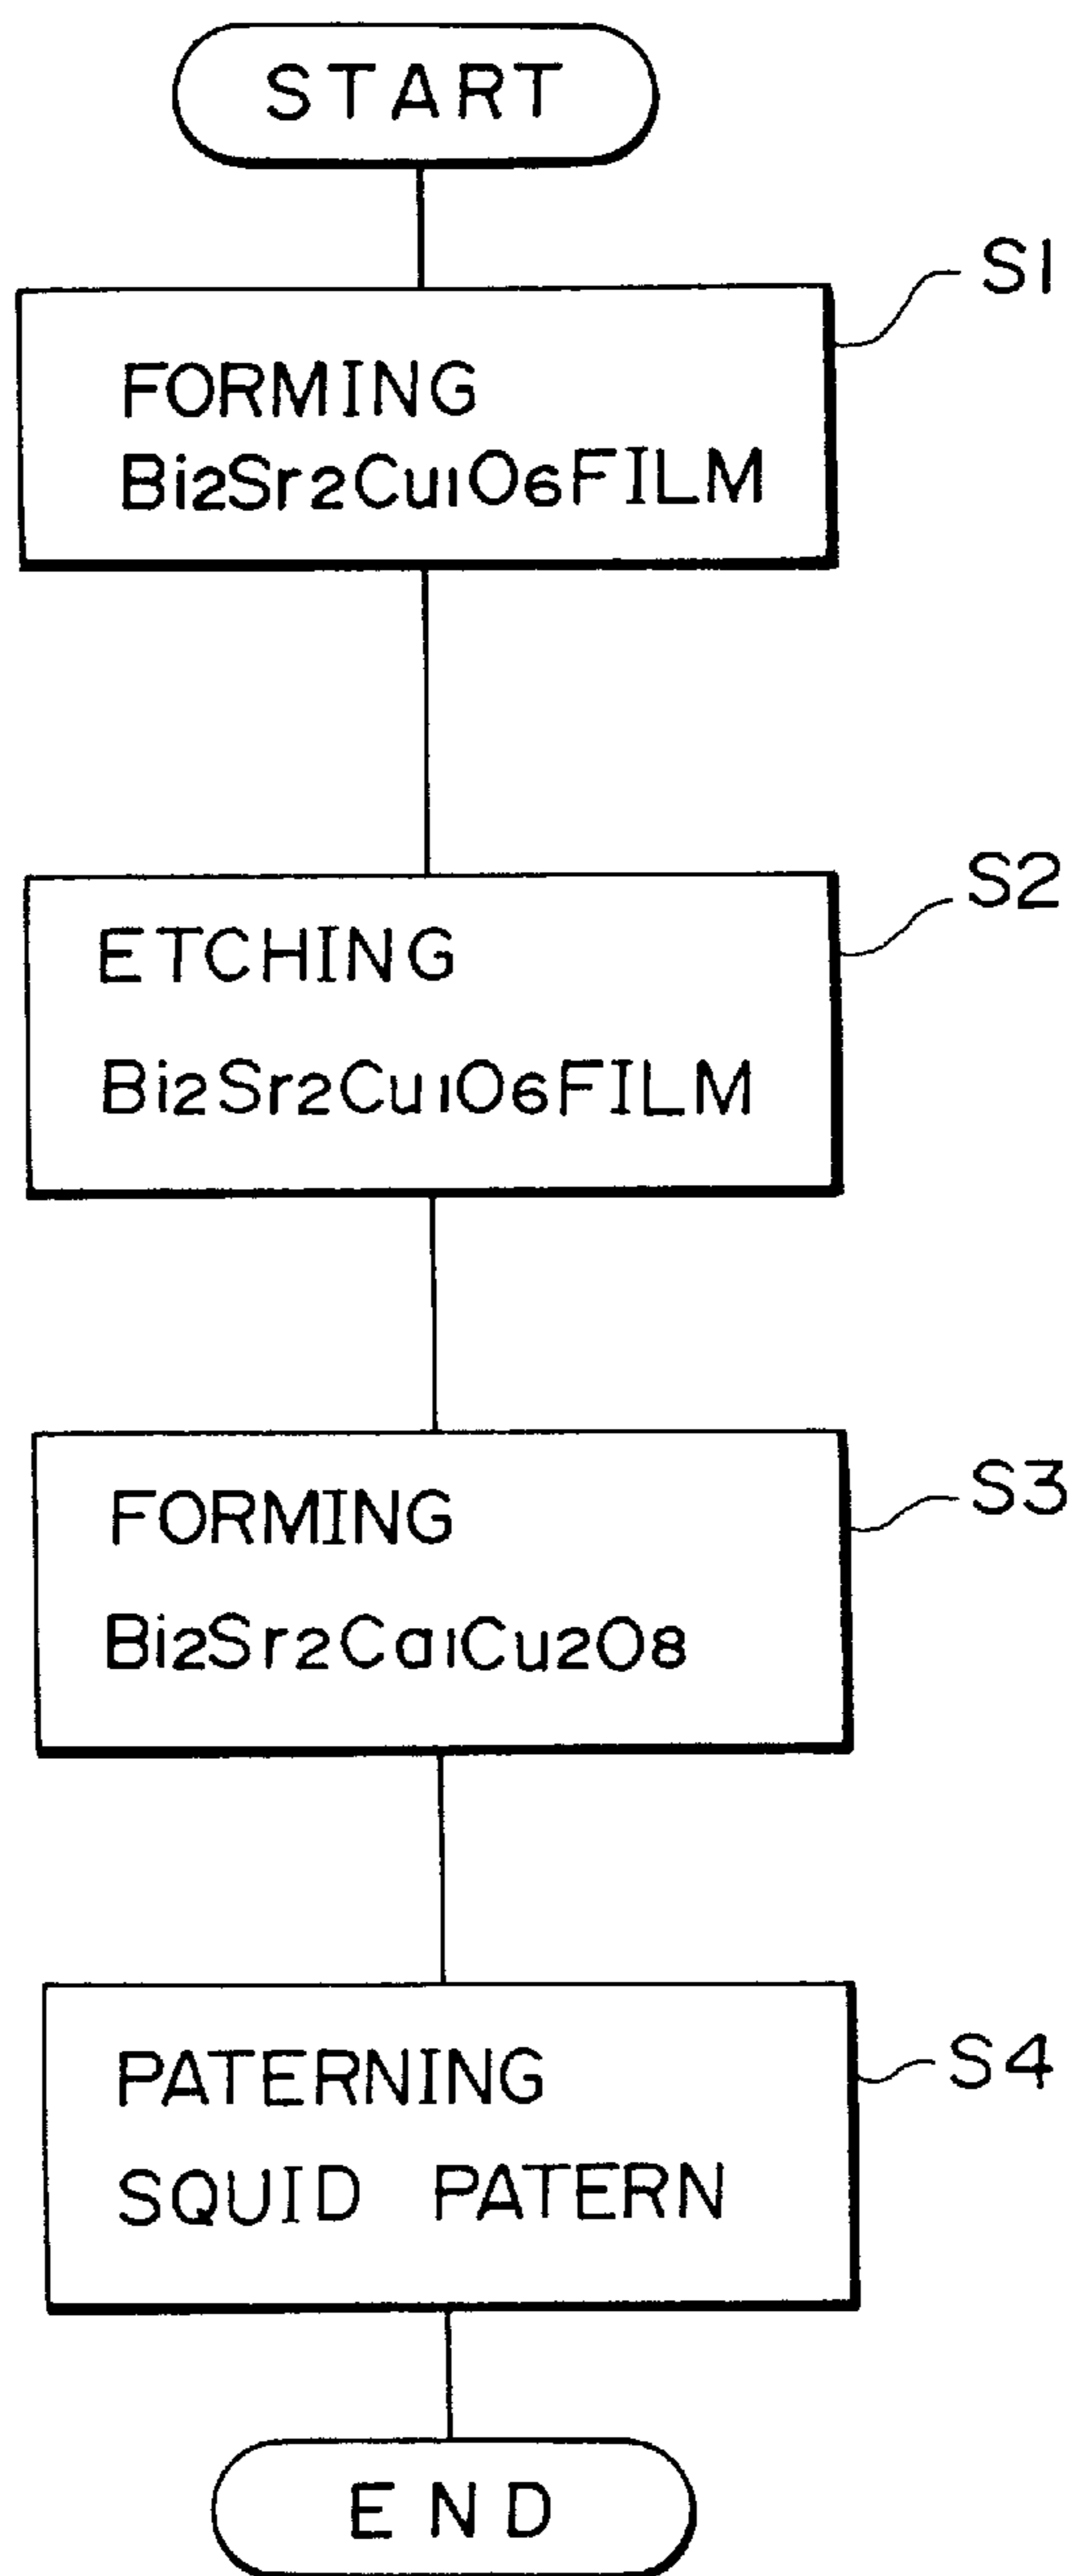 START
S1
FORMING
Bi2Sr2Cu1O6FILM
S2
ETCHING
Bi2Sr2Cu1O6FILM
S3
FORMING
Bi2Sr2Ca1Cu2O8
S4
PATERNING
SQUID PATERN
END